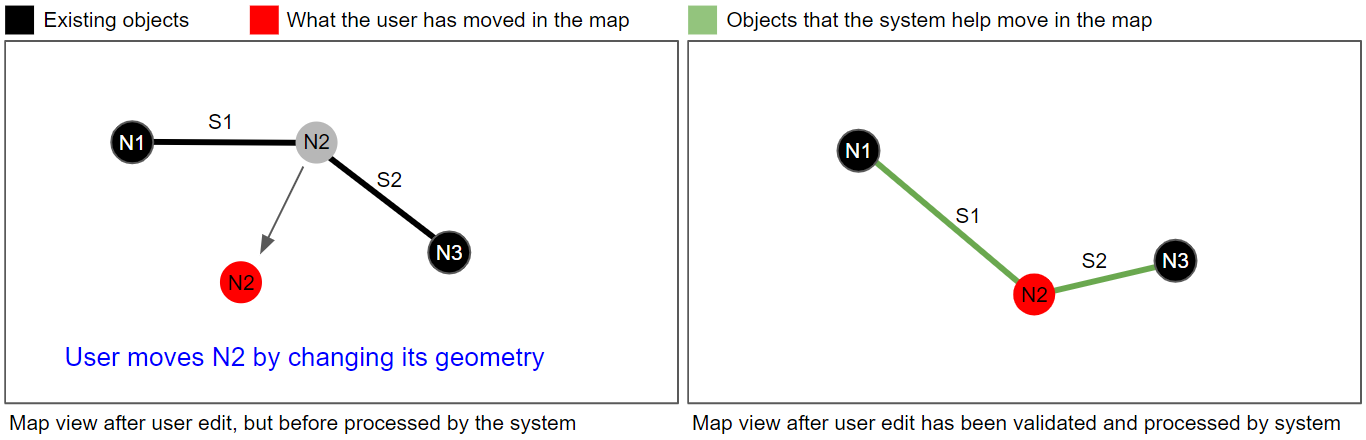 Existing objects
What the user has moved in the map
Objects that the system help move in the map
S1
N1
N2
S2
N3
N2
User moves N2 by changing its geometry
Map view after user edit, but before processed by the system
N1
S1
S2
N3
N2
Map view after user edit has been validated and processed by system